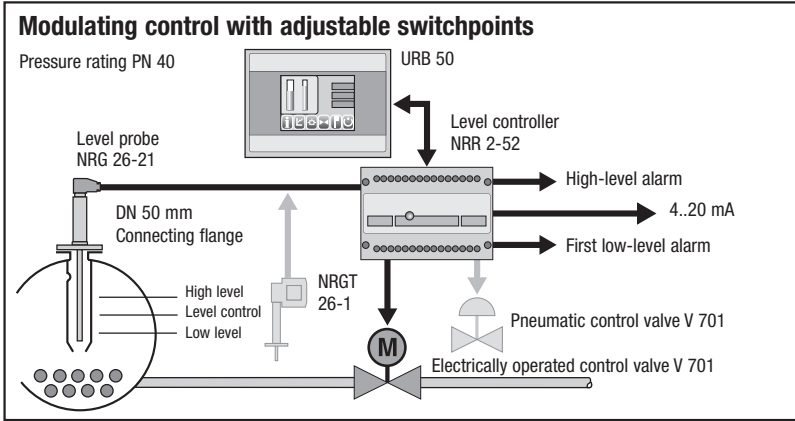 Modulating control with adjustable switchpoints
Pressure rating PN 40
URB 50
Level probe
NRG 26-21
Level controller
NRR 2-52
High-level alarm
DN 50 mm
Connecting flange
4..20 mA
First low-level alarm
High level
Level control
Low level
NRGT
26-1
Pneumatic control valve V 701
M
Electrically operated control valve V 701